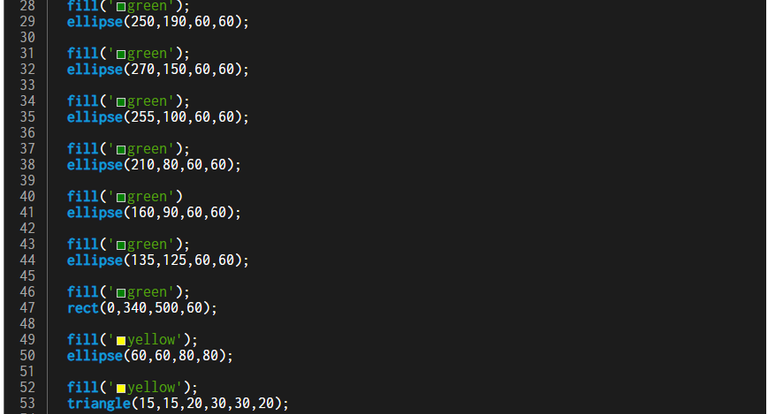 28 fill('green');
29 ellipse(250,190,60,60);
30
31 fill('green');
32 ellipse(270,150,60,60);
33
34 fill('green');
35 ellipse(255,100,60,60);
36
37 fill('green');
38 ellipse(210,80,60,60);
39
40 fill('green')
41 ellipse(160,90,60,60);
42
43 fill('green');
44 ellipse(135,125,60,60);
45
46 fill('green');
47 rect(0,340,500,60);
48
49 fill('yellow');
50 ellipse(60,60,80,80);
51
52 fill('yellow');
53 triangle(15,15,20,30,30,20);